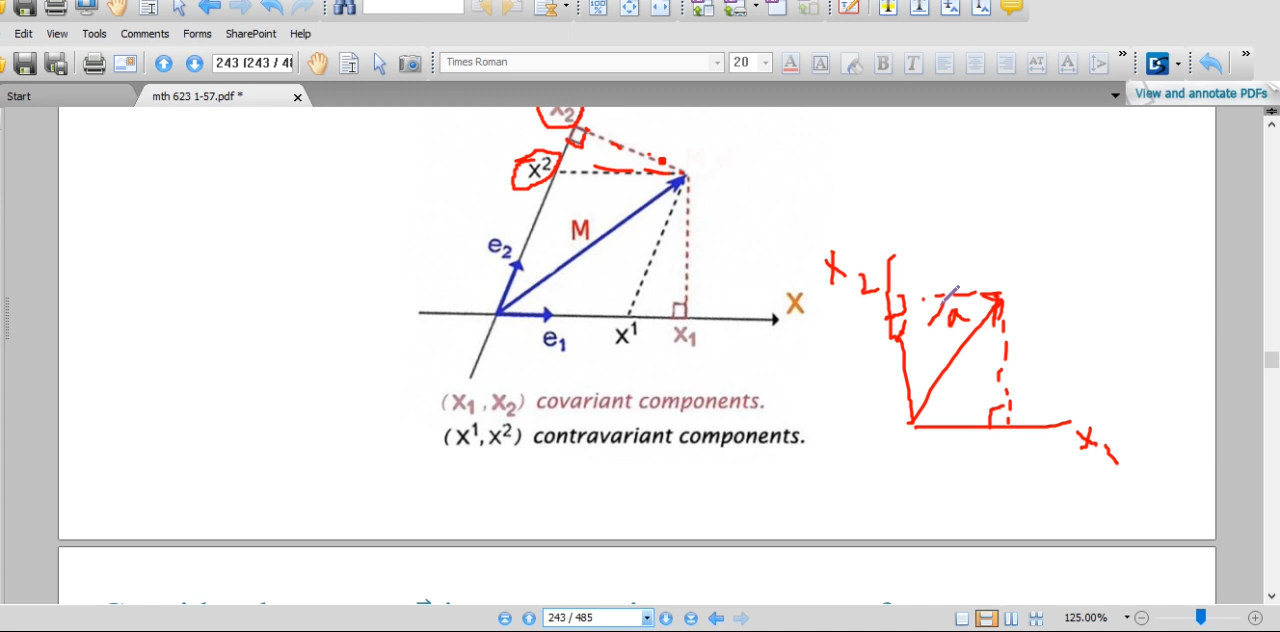 Edit View Tools Comments Forms SharePoint Help
243 (243 / 48
Times Roman
20
Start
mth 623 1-57.pdf *
View and annotate PDFs
X₂
X²
M
e₂
e₁
X¹
X₁
X
X₂
a
X₁
(X₁, X₂) covariant components.
(X¹, X²) contravariant components.
243 / 485
125.00%